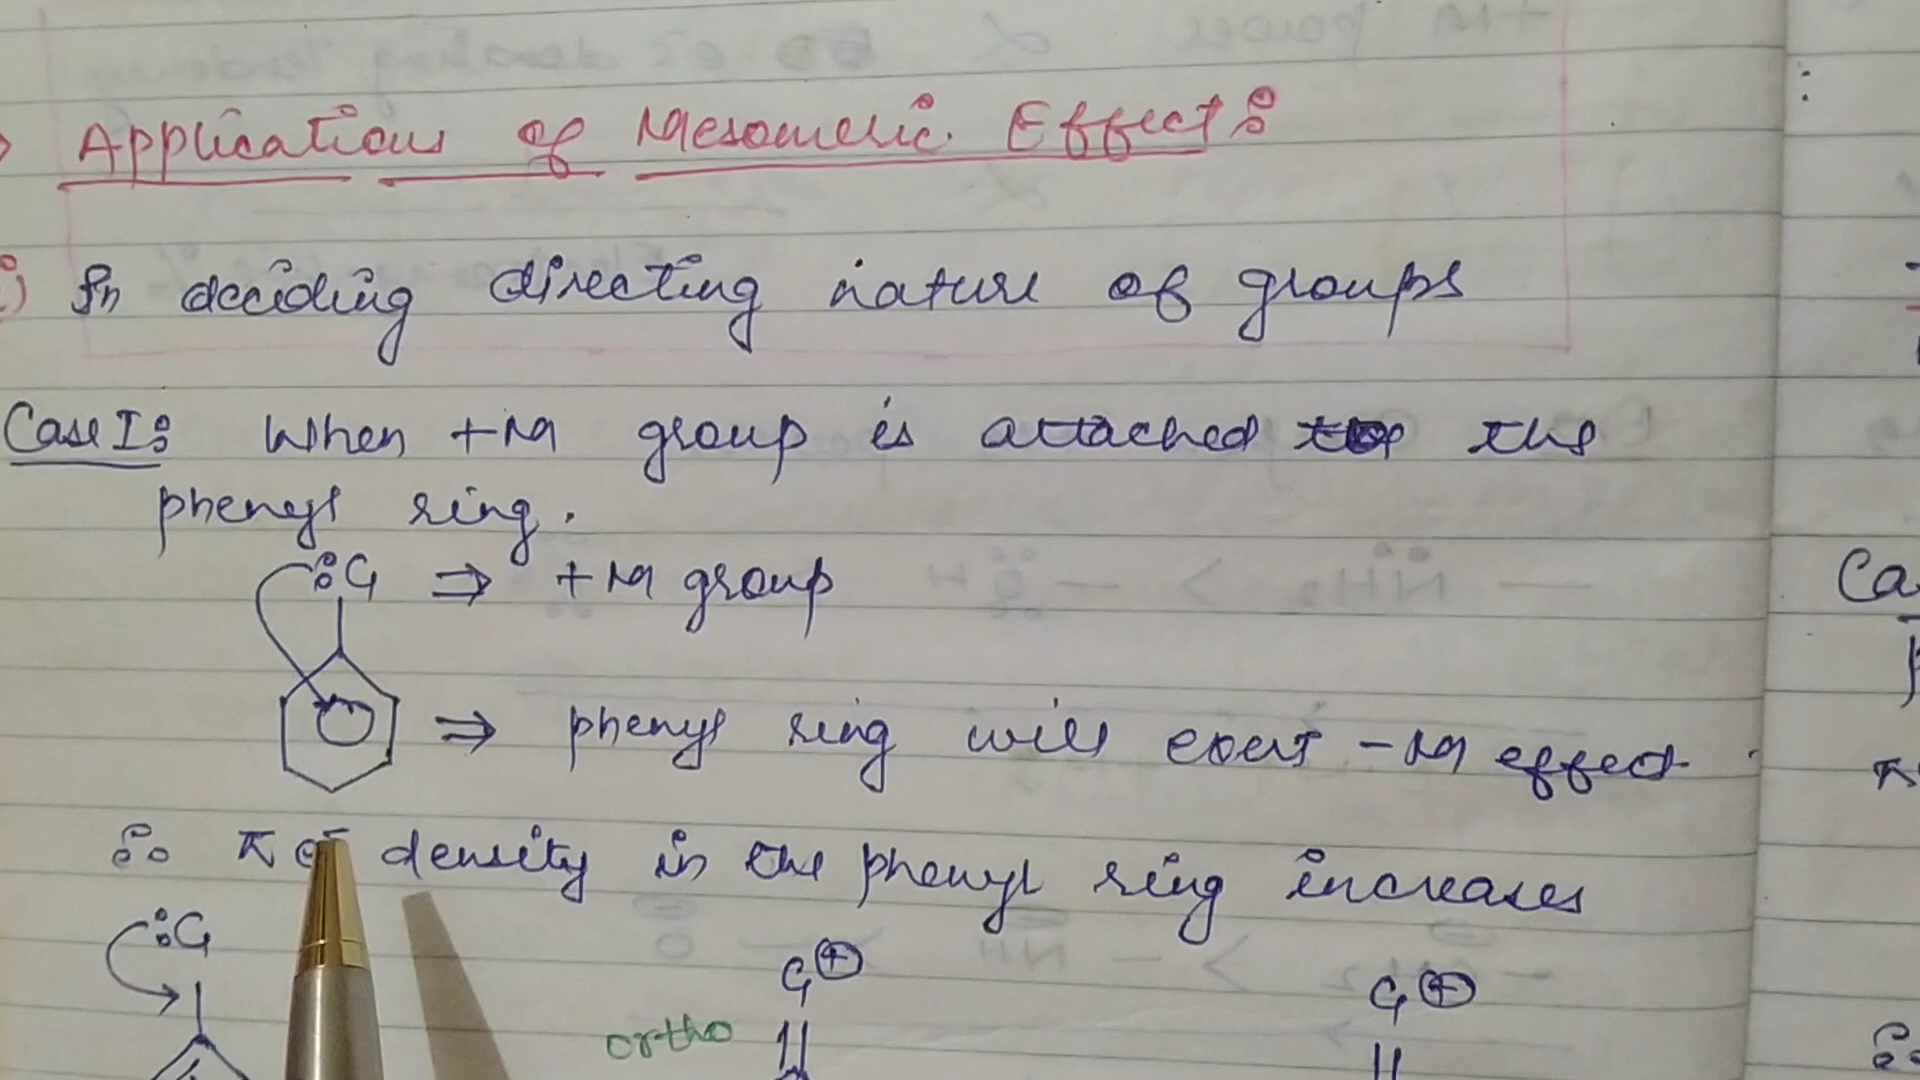 Applications of Mesomeric Effect :
i) In deciding directing nature of groups
Case I : When +M group is attached to the
phenyl ring.
:G ⇒ +M group
⇒ phenyl ring will exert -M effect.
∴ π e⁻ density in the phenyl ring increases
:G
G⊕
G⊕
ortho
Ca